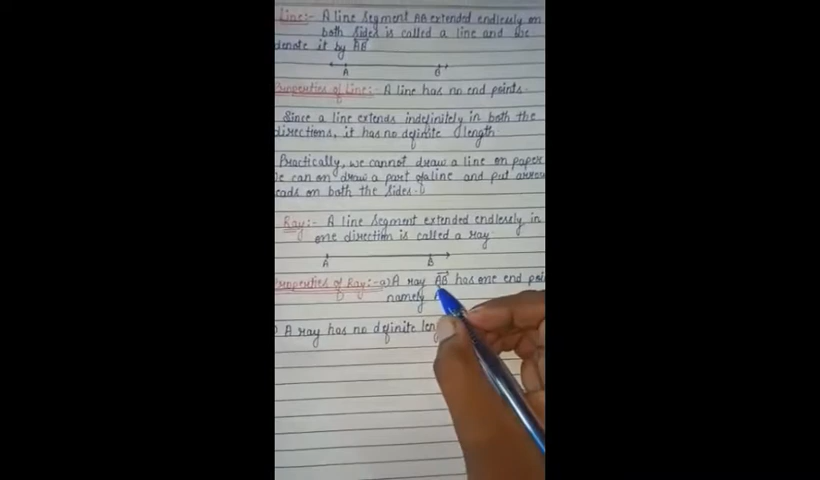 Line:- A line Segment AB extended endlessly on
both sides is called a line and we
denote it by AB
A B
Properties of Line:- A line has no end points.
Since a line extends indefinitely in both the
directions, it has no definite length.
Practically, we cannot draw a line on paper
can on draw a part of a line and put arrow
on both the sides.
Ray:- A line segment extended endlessly in
one direction is called a ray
A B
Properties of Ray:- a) A ray AB has one end
namely A
A ray has no definite